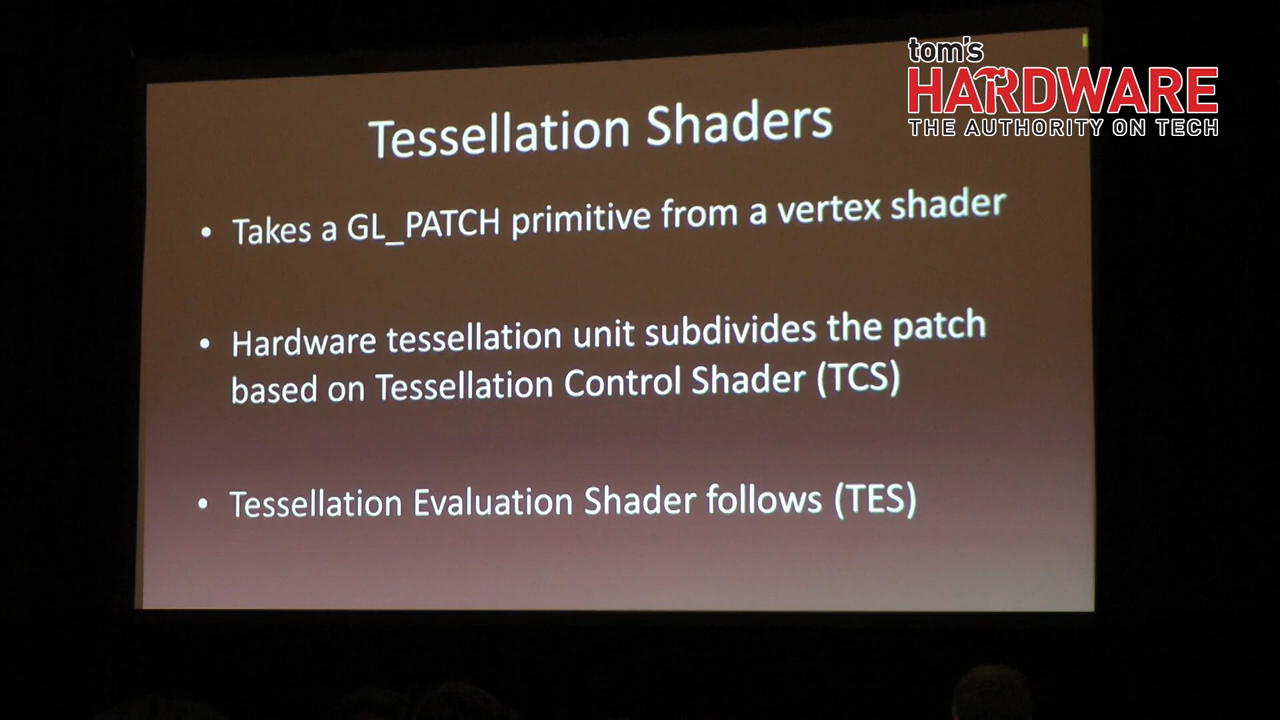 tom's
HARDWARE
THE AUTHORITY ON TECH
Tessellation Shaders
• Takes a GL_PATCH primitive from a vertex shader
• Hardware tessellation unit subdivides the patch
based on Tessellation Control Shader (TCS)
• Tessellation Evaluation Shader follows (TES)